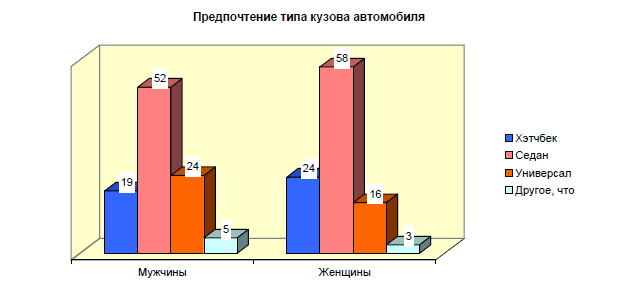 Предпочтение типа кузова автомобиля
19
52
24
5
24
58
16
3
Мужчины
Женщины
Хэтчбек
Седан
Универсал
Другое, что